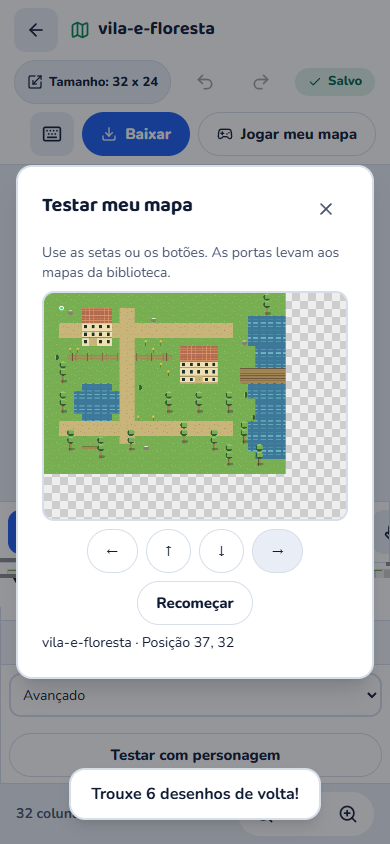 vila-e-floresta
Tamanho: 32 x 24
Salvo
Baixar
Jogar meu mapa
Testar meu mapa
Use as setas ou os botões. As portas levam aos
mapas da biblioteca.
←
↑
↓
→
Recomeçar
vila-e-floresta · Posição 37, 32
Avançado
Testar com personagem
Trouxe 6 desenhos de volta!
32